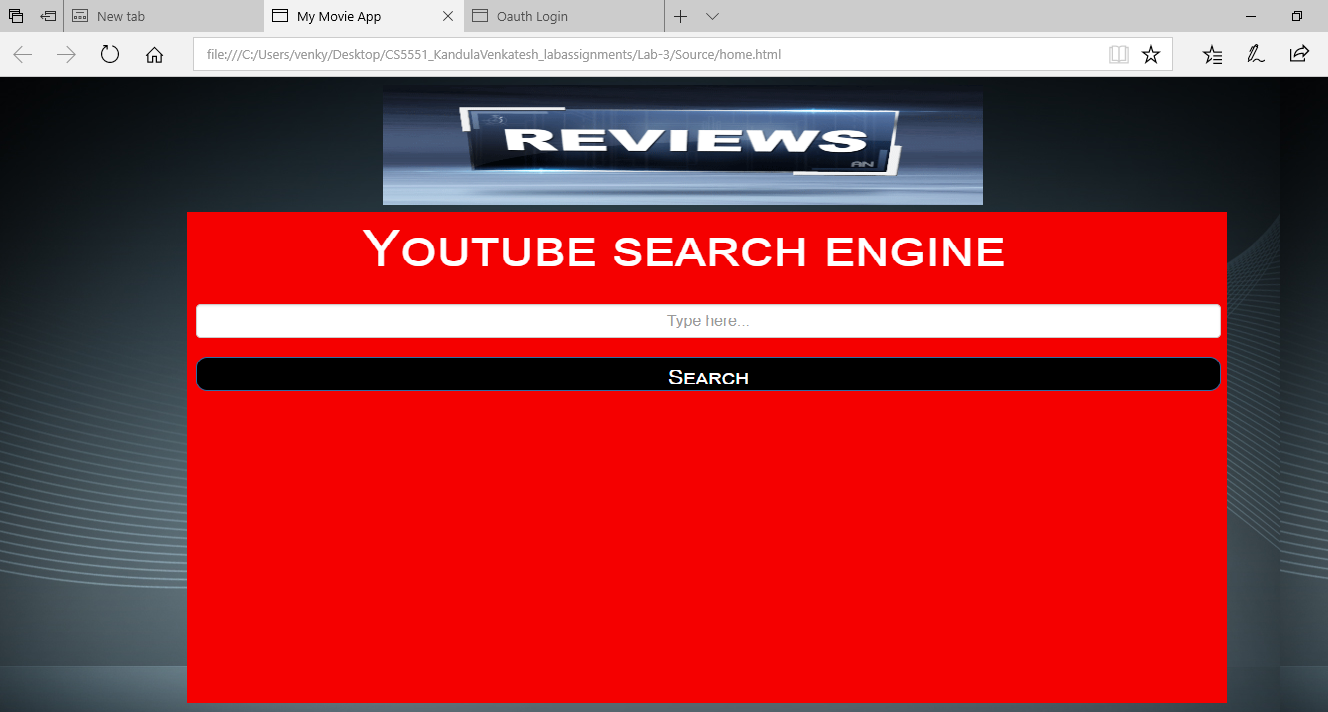 New tab
My Movie App
Oauth Login
file:///C:/Users/venky/Desktop/CS5551_KandulaVenkatesh_labassignments/Lab-3/Source/home.html
REVIEWS
AN
Youtube search engine
Type here...
Search